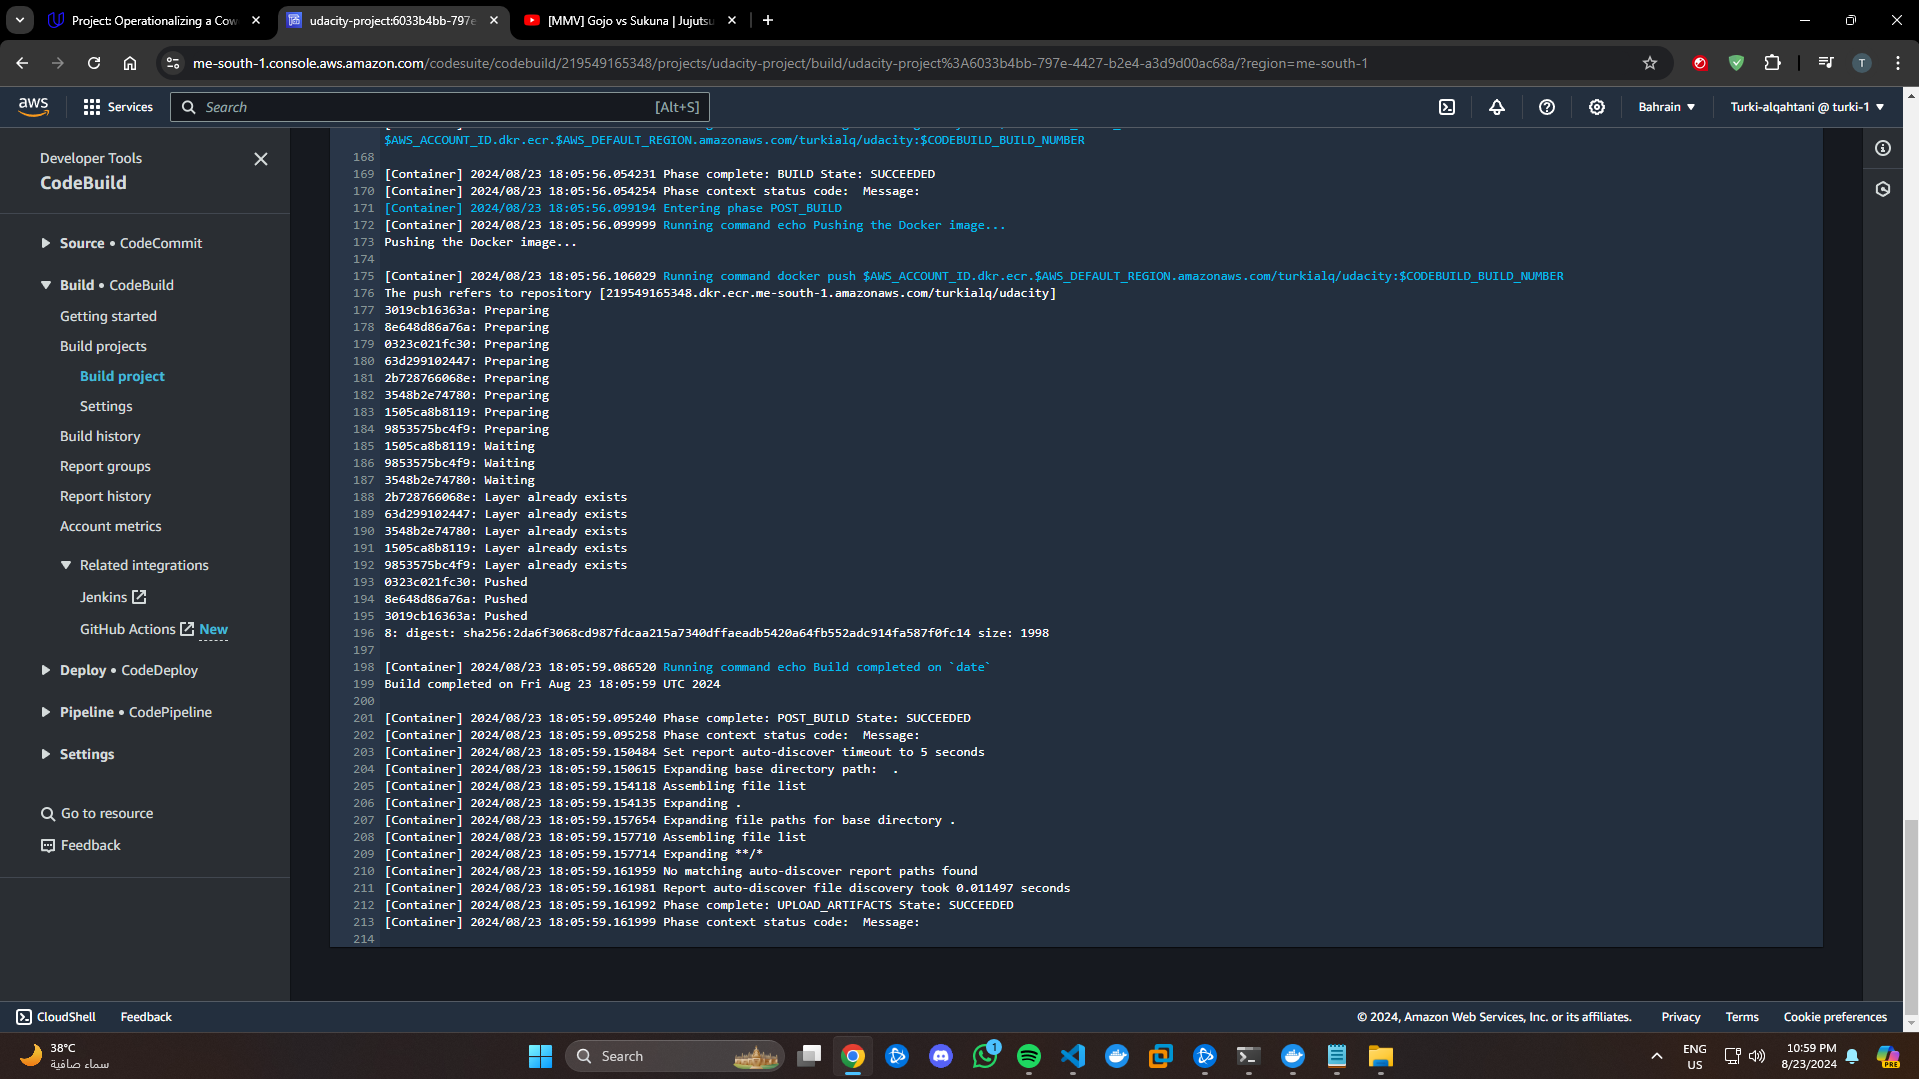 Project: Operationalizing a Cow
udacity-project:6033b4bb-797e
[MMV] Gojo vs Sukuna | Jujutsu
me-south-1.console.aws.amazon.com/codesuite/codebuild/219549165348/projects/udacity-project/build/udacity-project%3A6033b4bb-797e-4427-b2e4-a3d9d00ac68a/?region=me-south-1
T
aws
Services
Search
[Alt+S]
Bahrain
Turki-alqahtani @ turki-1
Developer Tools
CodeBuild
Source • CodeCommit
Build • CodeBuild
Getting started
Build projects
Build project
Settings
Build history
Report groups
Report history
Account metrics
Related integrations
Jenkins
GitHub Actions New
Deploy • CodeDeploy
Pipeline • CodePipeline
Settings
Go to resource
Feedback
$AWS_ACCOUNT_ID.dkr.ecr.$AWS_DEFAULT_REGION.amazonaws.com/turkialq/udacity:$CODEBUILD_BUILD_NUMBER
168
169 [Container] 2024/08/23 18:05:56.054231 Phase complete: BUILD State: SUCCEEDED
170 [Container] 2024/08/23 18:05:56.054254 Phase context status code:  Message:
171 [Container] 2024/08/23 18:05:56.099194 Entering phase POST_BUILD
172 [Container] 2024/08/23 18:05:56.099999 Running command echo Pushing the Docker image...
173 Pushing the Docker image...
174
175 [Container] 2024/08/23 18:05:56.106029 Running command docker push $AWS_ACCOUNT_ID.dkr.ecr.$AWS_DEFAULT_REGION.amazonaws.com/turkialq/udacity:$CODEBUILD_BUILD_NUMBER
176 The push refers to repository [219549165348.dkr.ecr.me-south-1.amazonaws.com/turkialq/udacity]
177 3019cb16363a: Preparing
178 8e648d86a76a: Preparing
179 0323c021fc30: Preparing
180 63d299102447: Preparing
181 2b728766068e: Preparing
182 3548b2e74780: Preparing
183 1505ca8b8119: Preparing
184 9853575bc4f9: Preparing
185 1505ca8b8119: Waiting
186 9853575bc4f9: Waiting
187 3548b2e74780: Waiting
188 2b728766068e: Layer already exists
189 63d299102447: Layer already exists
190 3548b2e74780: Layer already exists
191 1505ca8b8119: Layer already exists
192 9853575bc4f9: Layer already exists
193 0323c021fc30: Pushed
194 8e648d86a76a: Pushed
195 3019cb16363a: Pushed
196 8: digest: sha256:2da6f3068cd987fdcaa215a7340dffaeadb5420a64fb552adc914fa587f0fc14 size: 1998
197
198 [Container] 2024/08/23 18:05:59.086520 Running command echo Build completed on `date`
199 Build completed on Fri Aug 23 18:05:59 UTC 2024
200
201 [Container] 2024/08/23 18:05:59.095240 Phase complete: POST_BUILD State: SUCCEEDED
202 [Container] 2024/08/23 18:05:59.095258 Phase context status code:  Message:
203 [Container] 2024/08/23 18:05:59.150484 Set report auto-discover timeout to 5 seconds
204 [Container] 2024/08/23 18:05:59.150615 Expanding base directory path:  .
205 [Container] 2024/08/23 18:05:59.154118 Assembling file list
206 [Container] 2024/08/23 18:05:59.154135 Expanding .
207 [Container] 2024/08/23 18:05:59.157654 Expanding file paths for base directory .
208 [Container] 2024/08/23 18:05:59.157710 Assembling file list
209 [Container] 2024/08/23 18:05:59.157714 Expanding **/*
210 [Container] 2024/08/23 18:05:59.161959 No matching auto-discover report paths found
211 [Container] 2024/08/23 18:05:59.161981 Report auto-discover file discovery took 0.011497 seconds
212 [Container] 2024/08/23 18:05:59.161992 Phase complete: UPLOAD_ARTIFACTS State: SUCCEEDED
213 [Container] 2024/08/23 18:05:59.161999 Phase context status code:  Message:
214
CloudShell
Feedback
© 2024, Amazon Web Services, Inc. or its affiliates.
Privacy
Terms
Cookie preferences
38°C
سماء صافية
Search
1
ENG
US
10:59 PM
8/23/2024
PRE